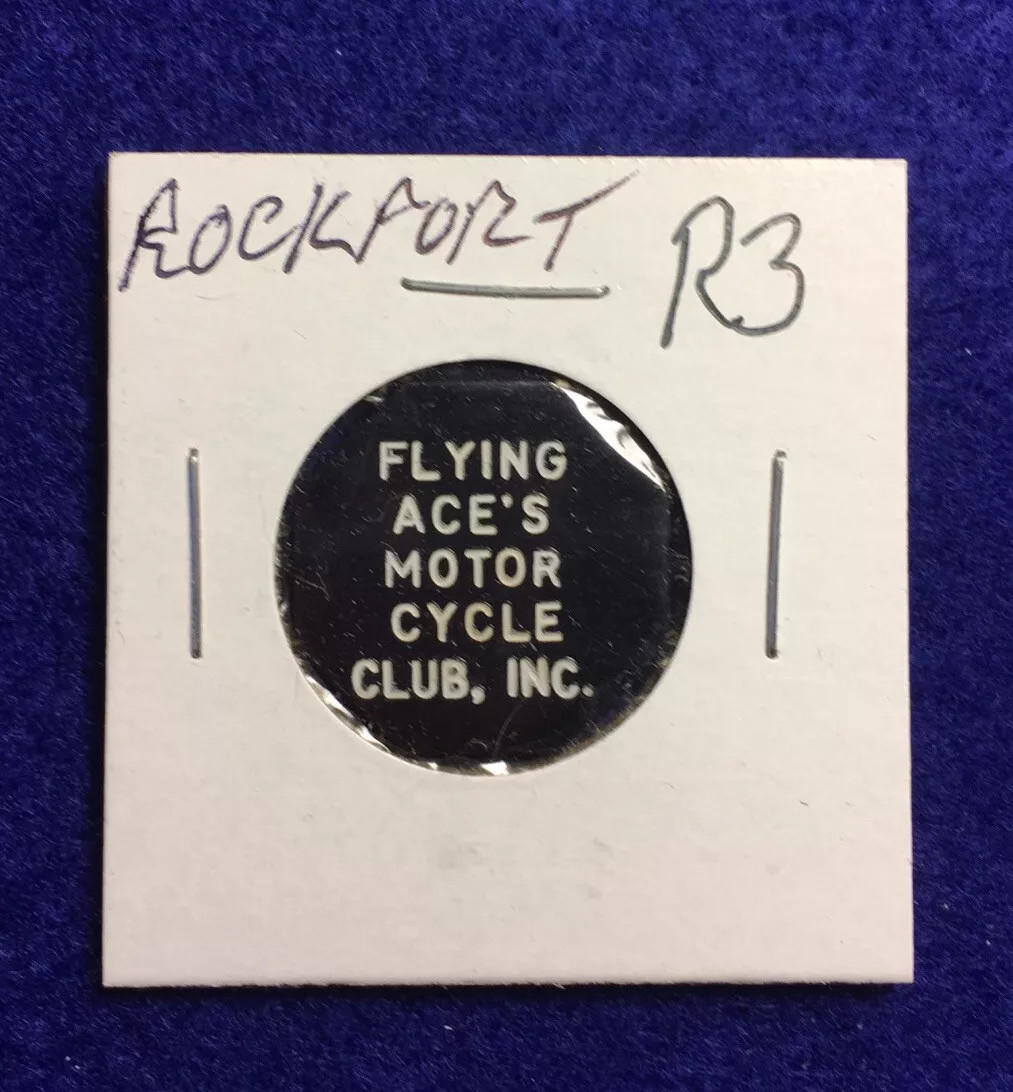 ROCKFORT R3
FLYING
ACE'S
MOTOR
CYCLE
CLUB, INC.